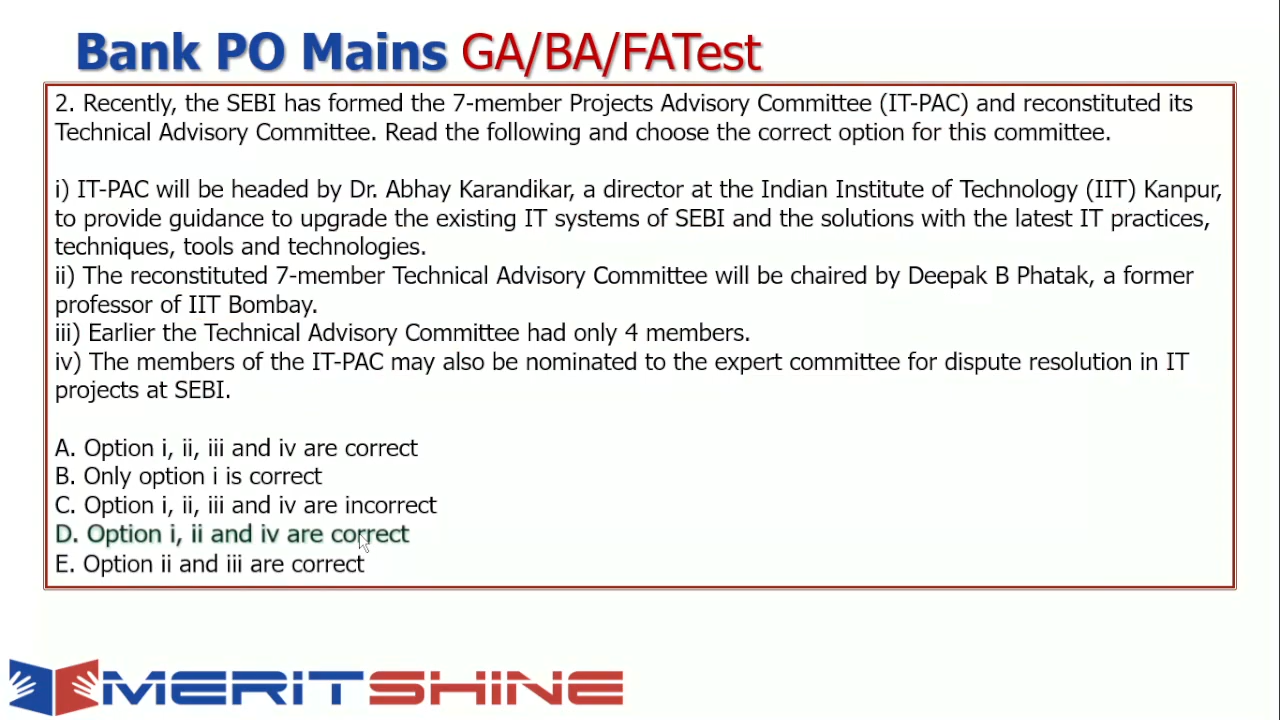 Bank PO Mains GA/BA/FATest
2. Recently, the SEBI has formed the 7-member Projects Advisory Committee (IT-PAC) and reconstituted its
Technical Advisory Committee. Read the following and choose the correct option for this committee.
i) IT-PAC will be headed by Dr. Abhay Karandikar, a director at the Indian Institute of Technology (IIT) Kanpur,
to provide guidance to upgrade the existing IT systems of SEBI and the solutions with the latest IT practices,
techniques, tools and technologies.
ii) The reconstituted 7-member Technical Advisory Committee will be chaired by Deepak B Phatak, a former
professor of IIT Bombay.
iii) Earlier the Technical Advisory Committee had only 4 members.
iv) The members of the IT-PAC may also be nominated to the expert committee for dispute resolution in IT
projects at SEBI.
A. Option i, ii, iii and iv are correct
B. Only option i is correct
C. Option i, ii, iii and iv are incorrect
D. Option i, ii and iv are correct
E. Option ii and iii are correct
MERITSHINE